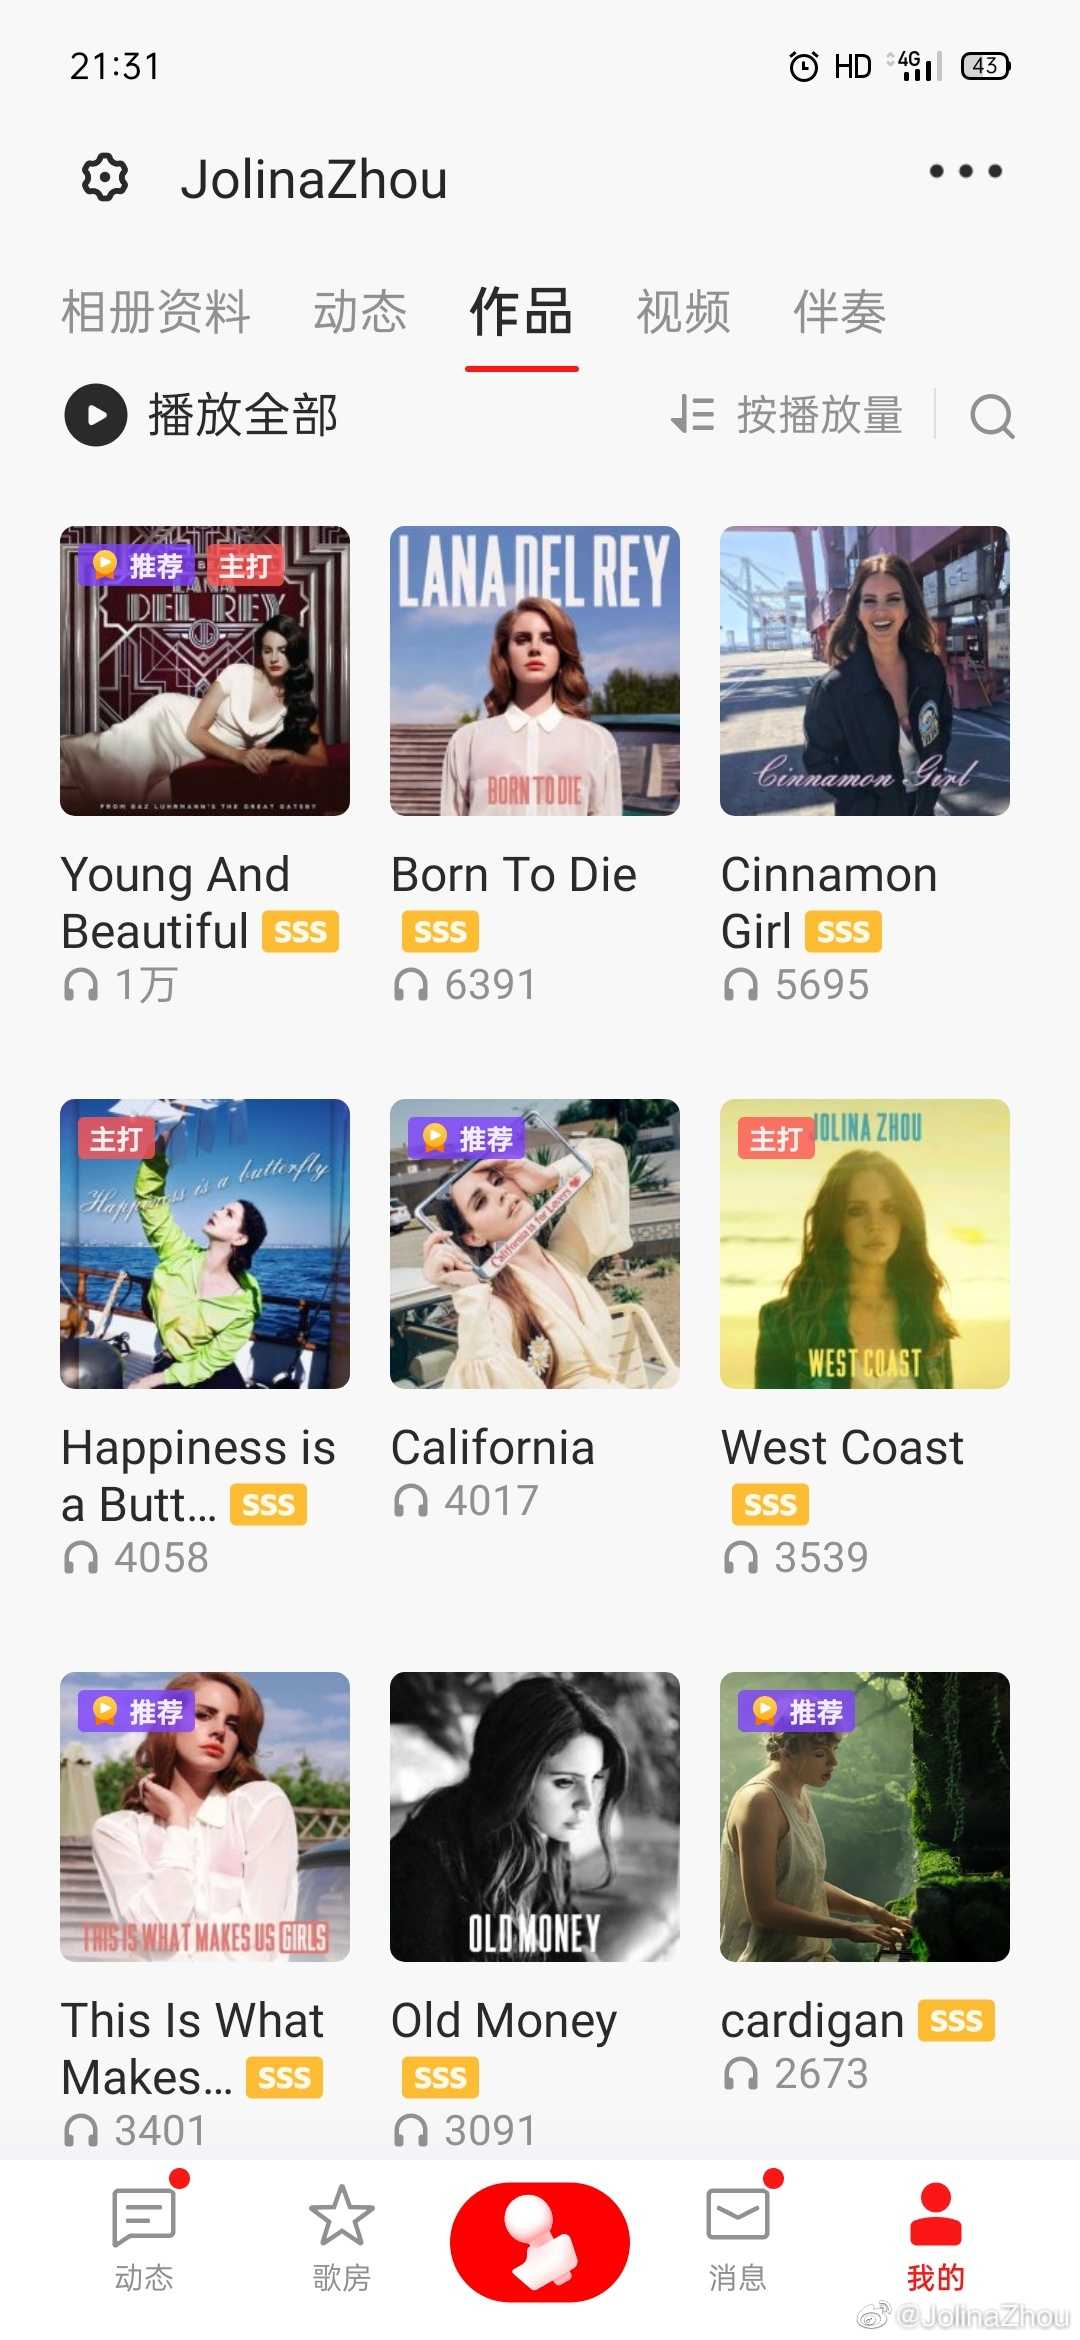 21:31
HD 4G 43
JolinaZhou
相册资料 动态 作品 视频 伴奏
播放全部 按播放量
推荐 主打
LANA
DEL REY
FROM BAZ LUHRMANN'S THE GREAT GATSBY
LANA DEL REY
BORN TO DIE
Cinnamon Girl
Young And
Beautiful SSS
1万
Born To Die
SSS
6391
Cinnamon
Girl SSS
5695
主打
Happiness is a butterfly
推荐
California is for Lovers
主打
JOLINA ZHOU
WEST COAST
Happiness is
a Butt... SSS
4058
California
4017
West Coast
SSS
3539
推荐
THIS IS WHAT MAKES US GIRLS
OLD MONEY
推荐
This Is What
Makes... SSS
3401
Old Money
SSS
3091
cardigan SSS
2673
动态 歌房 消息 我的
@JolinaZhou